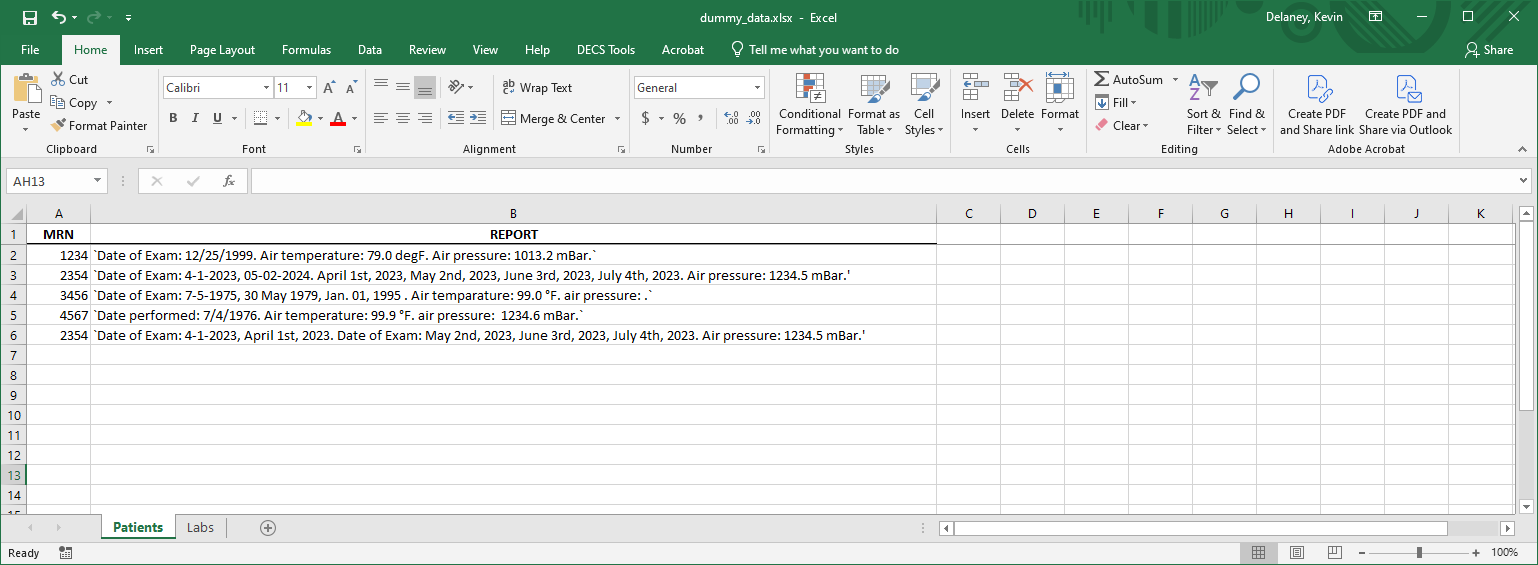 dummy_data.xlsx - Excel
Delaney, Kevin
File Home Insert Page Layout Formulas Data Review View Help DECS Tools Acrobat Tell me what you want to do Share
Paste
Cut
Copy
Format Painter
Clipboard
Calibri 11
B I U
Font
Wrap Text
Merge & Center
Alignment
General
$ % ,
Number
Conditional Formatting
Format as Table
Cell Styles
Styles
Insert
Delete
Format
Cells
AutoSum
Fill
Clear
Sort & Filter
Find & Select
Editing
Create PDF and Share link
Create PDF and Share via Outlook
Adobe Acrobat
AH13 fx
A B C D E F G H I J K
1 MRN REPORT
2 1234 `Date of Exam: 12/25/1999. Air temperature: 79.0 degF. Air pressure: 1013.2 mBar.`
3 2354 `Date of Exam: 4-1-2023, 05-02-2024. April 1st, 2023, May 2nd, 2023, June 3rd, 2023, July 4th, 2023. Air pressure: 1234.5 mBar.'
4 3456 `Date of Exam: 7-5-1975, 30 May 1979, Jan. 01, 1995 . Air temparature: 99.0 °F. air pressure: .`
5 4567 `Date performed: 7/4/1976. Air temperature: 99.9 °F. air pressure:  1234.6 mBar.`
6 2354 `Date of Exam: 4-1-2023, April 1st, 2023. Date of Exam: May 2nd, 2023, June 3rd, 2023, July 4th, 2023. Air pressure: 1234.5 mBar.'
7
8
9
10
11
12
13
14
15
Patients Labs
Ready
100%